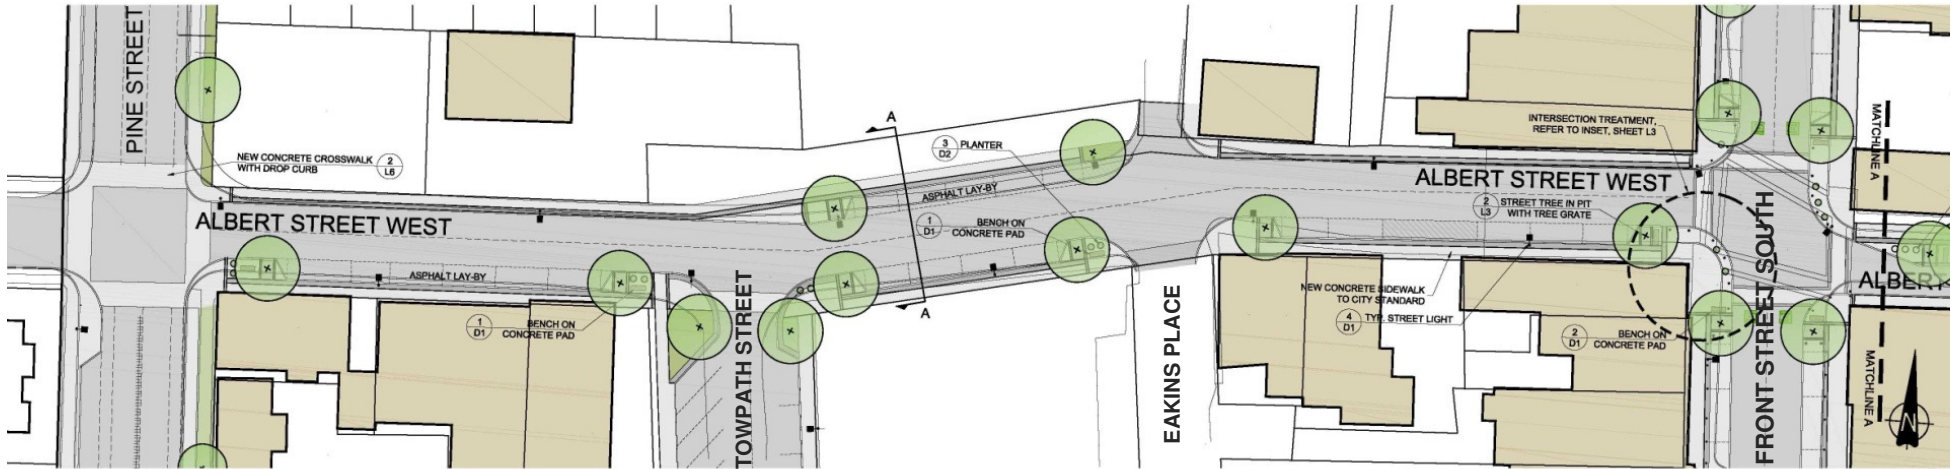 PINE STREET
NEW CONCRETE CROSSWALK
WITH DROP CURB
2
L6
ALBERT STREET WEST
ASPHALT LAY-BY
1
D1
BENCH ON
CONCRETE PAD
TOWPATH STREET
A
3
D2
PLANTER
ASPHALT LAY-BY
1
D1
BENCH ON
CONCRETE PAD
A
EAKINS PLACE
INTERSECTION TREATMENT,
REFER TO INSET, SHEET L3
ALBERT STREET WEST
2
L3
STREET TREE IN PIT
WITH TREE GRATE
NEW CONCRETE SIDEWALK
TO CITY STANDARD
4
D1
TYP. STREET LIGHT
2
D1
BENCH ON
CONCRETE PAD
FRONT STREET SOUTH
MATCHLINE A
ALBERT
MATCHLINE A
N